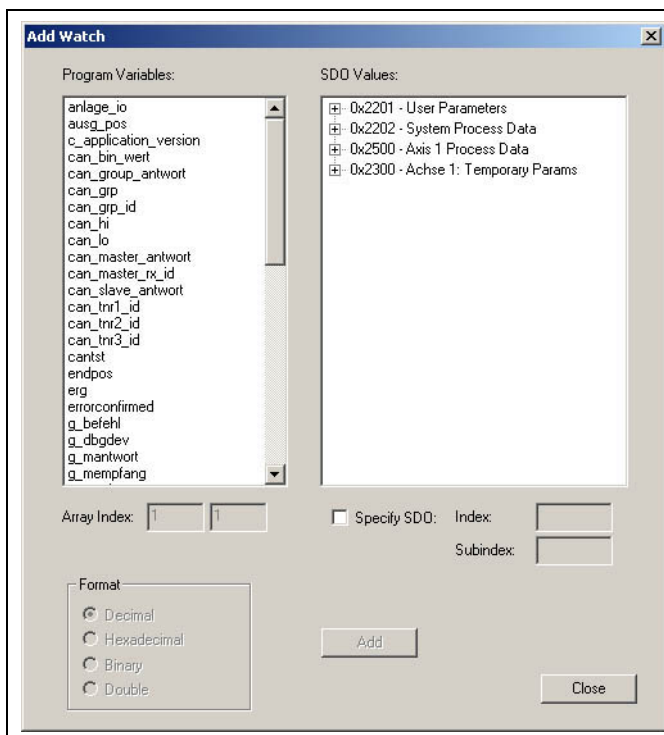 Add Watch
Program Variables:
anlage_io
ausg_pos
c_application_version
can_bin_wert
can_group_antwort
can_grp
can_grp_id
can_hi
can_lo
can_master_antwort
can_master_rx_id
can_slave_antwort
can_tnr1_id
can_tnr2_id
can_tnr3_id
cantst
endpos
erg
errorconfirmed
g_befehl
g_dbgdev
g_mantwort
g_mempfang
SDO Values:
0x2201 - User Parameters
0x2202 - System Process Data
0x2500 - Axis 1 Process Data
0x2300 - Achse 1: Temporary Params
Array Index: 1 1
Specify SDO: Index:
Subindex:
Format
Decimal
Hexadecimal
Binary
Double
Add
Close